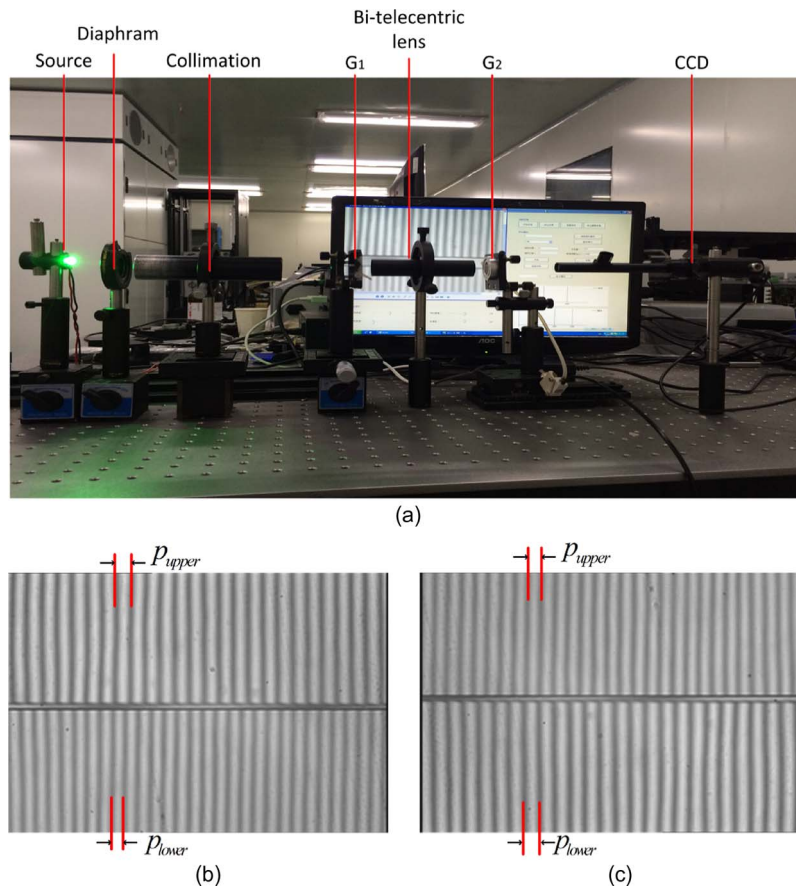 Bi-telecentric
lens
Diaphram
Source
Collimation
G1
G2
CCD
AOC
(a)
Pupper
Pupper
Plower
Plower
(b)
(c)